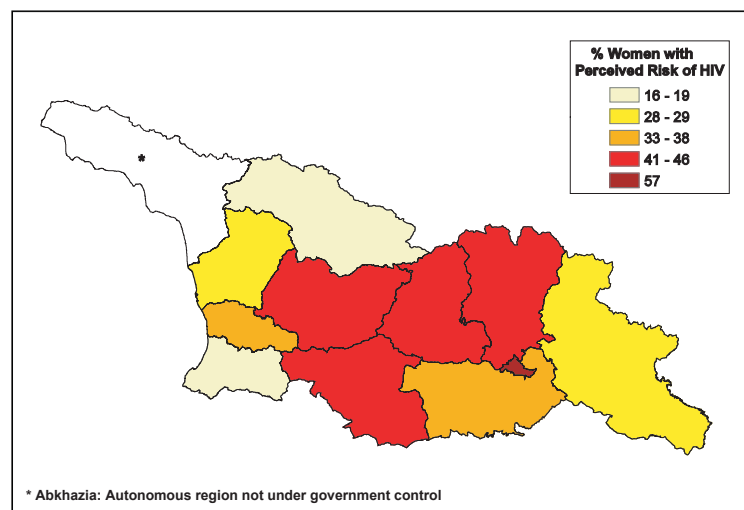 % Women with
Perceived Risk of HIV
16 - 19
28 - 29
33 - 38
41 - 46
57
*
* Abkhazia: Autonomous region not under government control